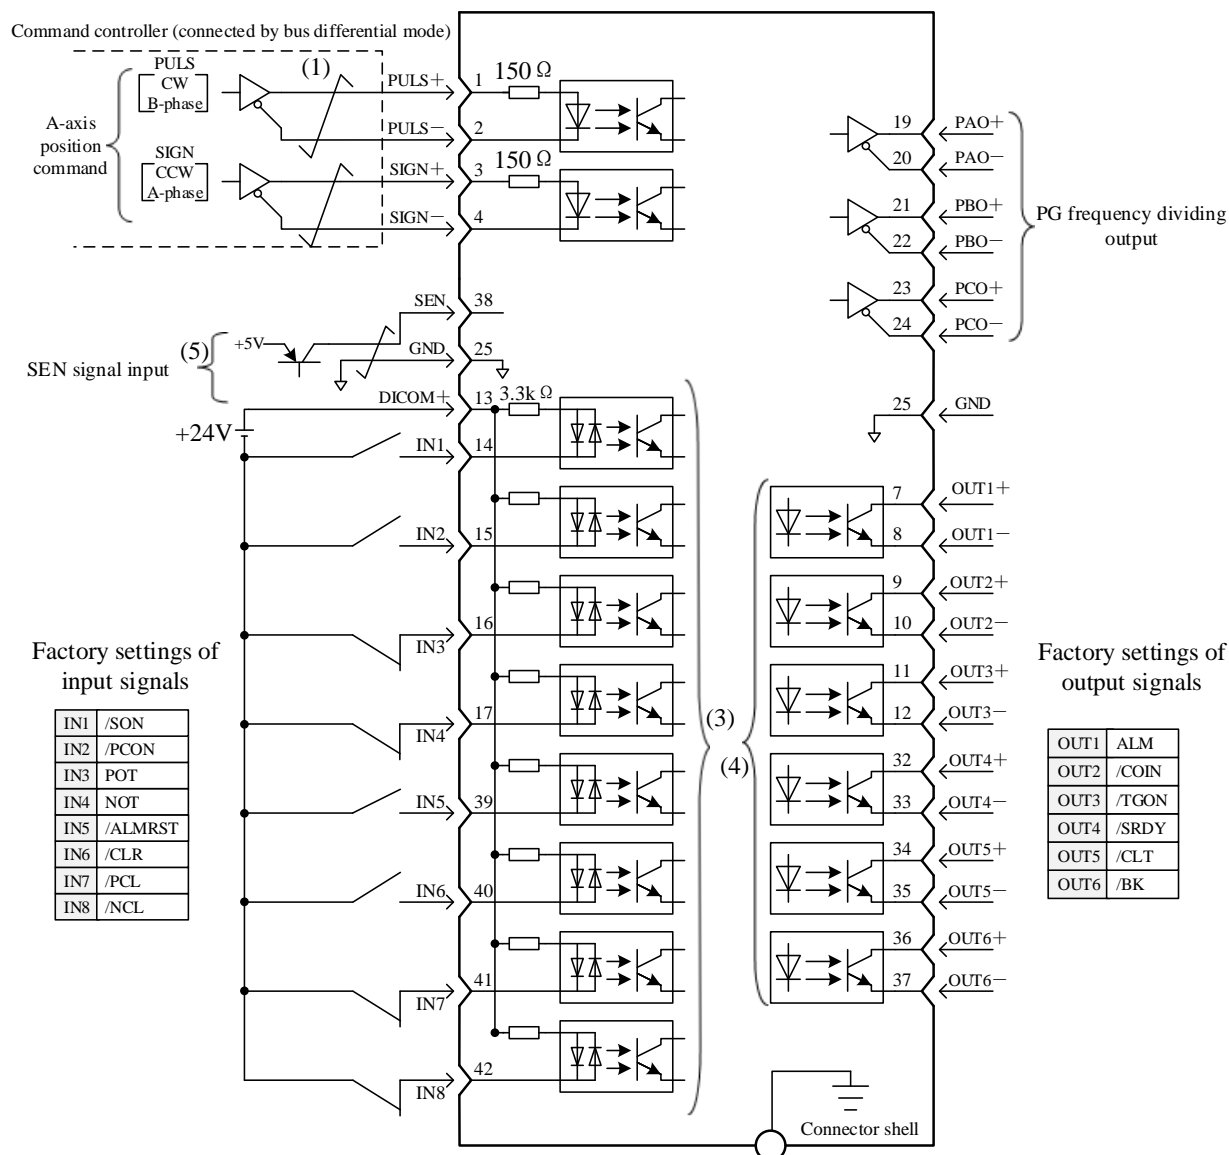 Command controller (connected by bus differential mode)
PULS
CW
B-phase
(1)
PULS+
1
150 Ω
A-axis
position
command
PULS-
2
SIGN
CCW
A-phase
SIGN+
3
150 Ω
SIGN-
4
19
PAO+
20
PAO-
21
PBO+
22
PBO-
23
PCO+
24
PCO-
PG frequency dividing
output
SEN
38
+5V
(5)
SEN signal input
GND
25
DICOM+
13
3.3k Ω
25
GND
+24V
IN1
14
IN2
15
IN3
16
IN4
17
IN5
39
IN6
40
IN7
41
IN8
42
(3)
(4)
7
OUT1+
8
OUT1-
9
OUT2+
10
OUT2-
11
OUT3+
12
OUT3-
32
OUT4+
33
OUT4-
34
OUT5+
35
OUT5-
36
OUT6+
37
OUT6-
Factory settings of
input signals
IN1 /SON
IN2 /PCON
IN3 POT
IN4 NOT
IN5 /ALMRST
IN6 /CLR
IN7 /PCL
IN8 /NCL
Factory settings of
output signals
OUT1 ALM
OUT2 /COIN
OUT3 /TGON
OUT4 /SRDY
OUT5 /CLT
OUT6 /BK
Connector shell